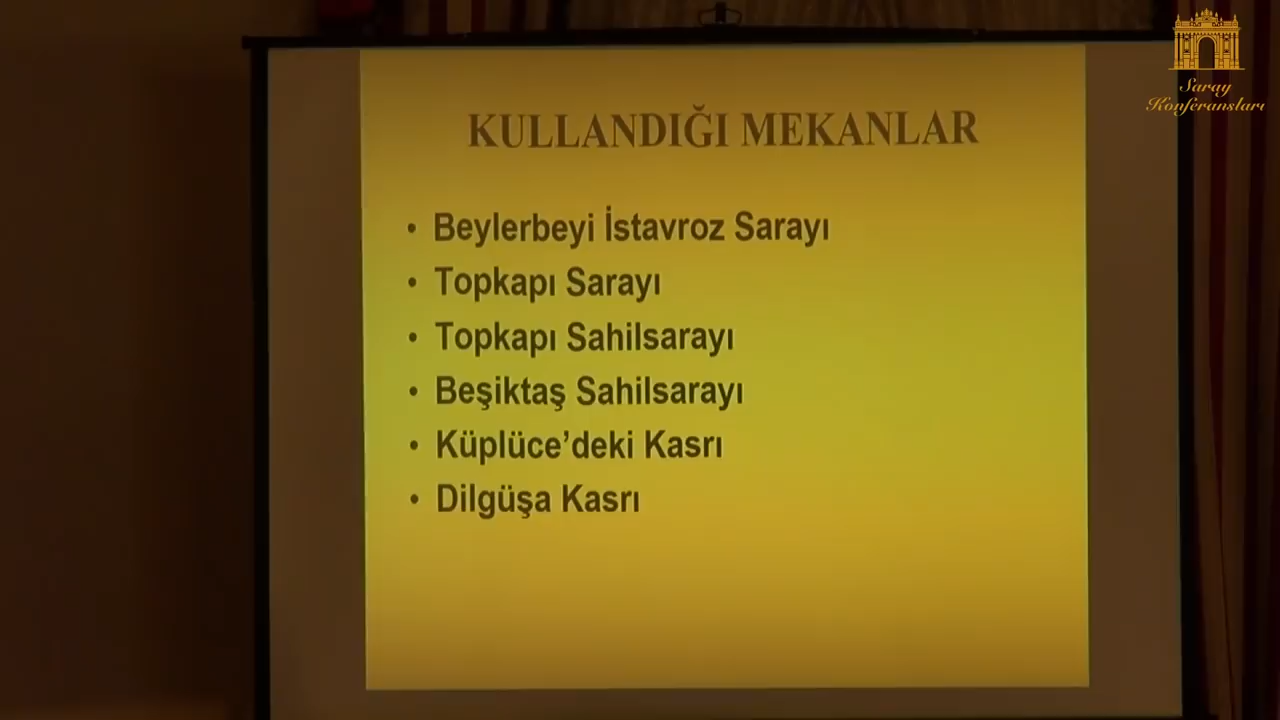 Saray
Konferansları
KULLANDIĞI MEKANLAR
• Beylerbeyi İstavroz Sarayı
• Topkapı Sarayı
• Topkapı Sahilsarayı
• Beşiktaş Sahilsarayı
• Küplüce’deki Kasrı
• Dilgüşa Kasrı